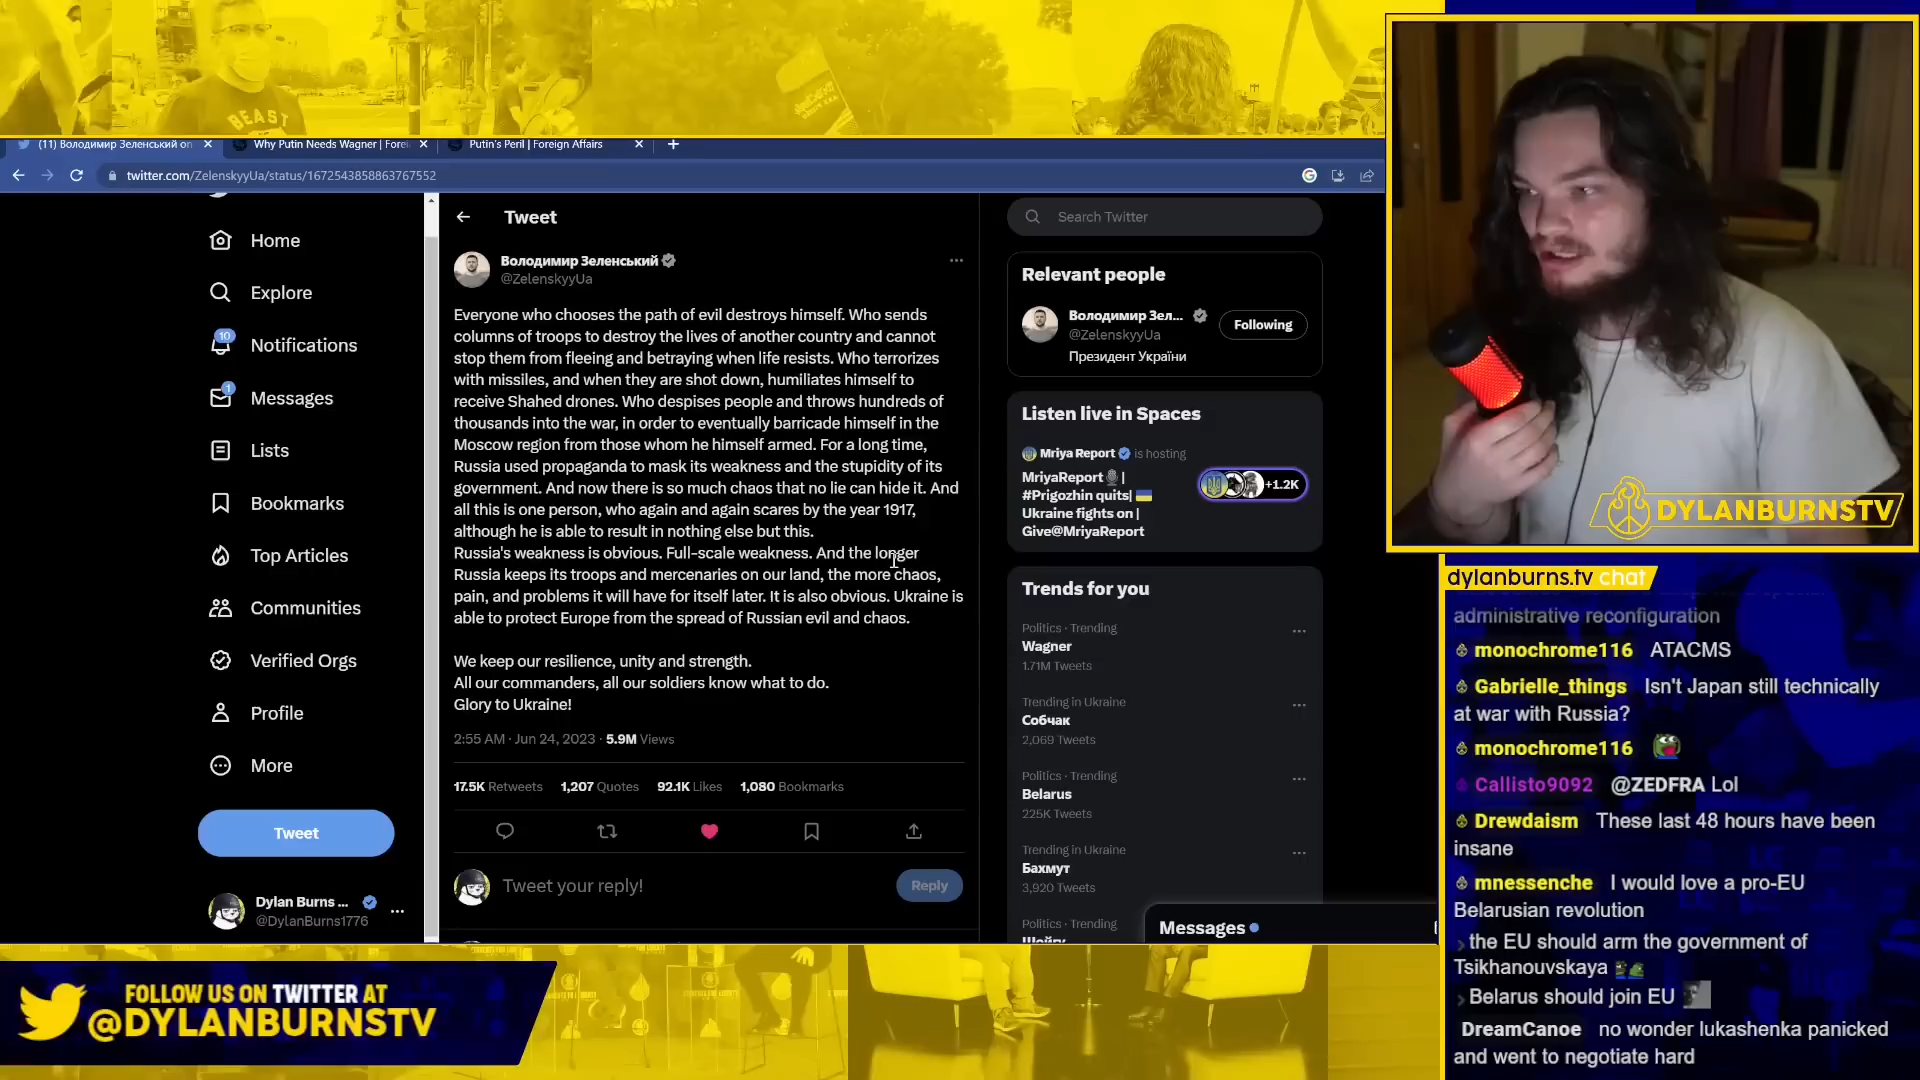 BEAST
(11) Володимир Зеленський on
Why Putin Needs Wagner | Forei
Putin's Peril | Foreign Affairs
twitter.com/ZelenskyyUa/status/1672543858863767552
Home
Explore
10
Notifications
1
Messages
Lists
Bookmarks
Top Articles
Communities
Verified Orgs
Profile
More
Tweet
Dylan Burns ...
@DylanBurns1776
Tweet
Володимир Зеленський
@ZelenskyyUa
Everyone who chooses the path of evil destroys himself. Who sends
columns of troops to destroy the lives of another country and cannot
stop them from fleeing and betraying when life resists. Who terrorizes
with missiles, and when they are shot down, humiliates himself to
receive Shahed drones. Who despises people and throws hundreds of
thousands into the war, in order to eventually barricade himself in the
Moscow region from those whom he himself armed. For a long time,
Russia used propaganda to mask its weakness and the stupidity of its
government. And now there is so much chaos that no lie can hide it. And
all this is one person, who again and again scares by the year 1917,
although he is able to result in nothing else but this.
Russia's weakness is obvious. Full-scale weakness. And the longer
Russia keeps its troops and mercenaries on our land, the more chaos,
pain, and problems it will have for itself later. It is also obvious. Ukraine is
able to protect Europe from the spread of Russian evil and chaos.
We keep our resilience, unity and strength.
All our commanders, all our soldiers know what to do.
Glory to Ukraine!
2:55 AM · Jun 24, 2023 · 5.9M Views
17.5K Retweets 1,207 Quotes 92.1K Likes 1,080 Bookmarks
Tweet your reply!
Reply
Search Twitter
Relevant people
Володимир Зел...
@ZelenskyyUa
Following
Президент України
Listen live in Spaces
Mriya Report is hosting
MriyaReport |
#Prigozhin quits|
Ukraine fights on |
Give@MriyaReport
+1.2K
Trends for you
Politics · Trending
Wagner
1.71M Tweets
Trending in Ukraine
Собчак
2,069 Tweets
Politics · Trending
Belarus
225K Tweets
Trending in Ukraine
Бахмут
3,920 Tweets
Politics · Trending
Шойгу
Messages
DYLANBURNSTV
dylanburns.tv chat
administrative reconfiguration
monochrome116 ATACMS
Gabrielle_things Isn't Japan still technically
at war with Russia?
monochrome116
Callisto9092 @ZEDFRA Lol
Drewdaism These last 48 hours have been
insane
mnessenche I would love a pro-EU
Belarusian revolution
the EU should arm the government of
Tsikhanouvskaya
Belarus should join EU
DreamCanoe no wonder lukashenka panicked
and went to negotiate hard
FOLLOW US ON TWITTER AT
@DYLANBURNSTV